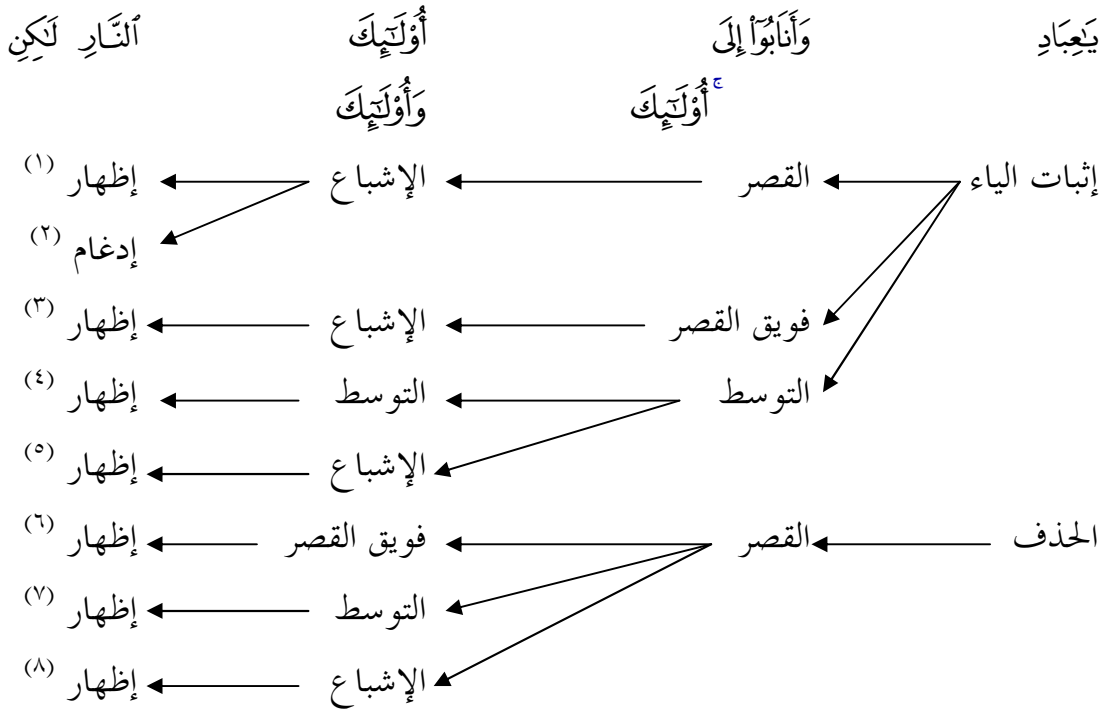 يَٰعِبَادِ وَأَنَابُوٓاْ إِلَى أُوْلَٰٓئِكَ ٱلنَّارِ لَٰكِنِ
ۚ أُوْلَٰٓئِكَ وَأُوْلَٰٓئِكَ
إثبات الياء القصر الإشباع إظهار (١)
إدغام (٢)
فويق القصر الإشباع إظهار (٣)
التوسط التوسط إظهار (٤)
الإشباع إظهار (٥)
الحذف القصر فويق القصر إظهار (٦)
التوسط إظهار (٧)
الإشباع إظهار (٨)